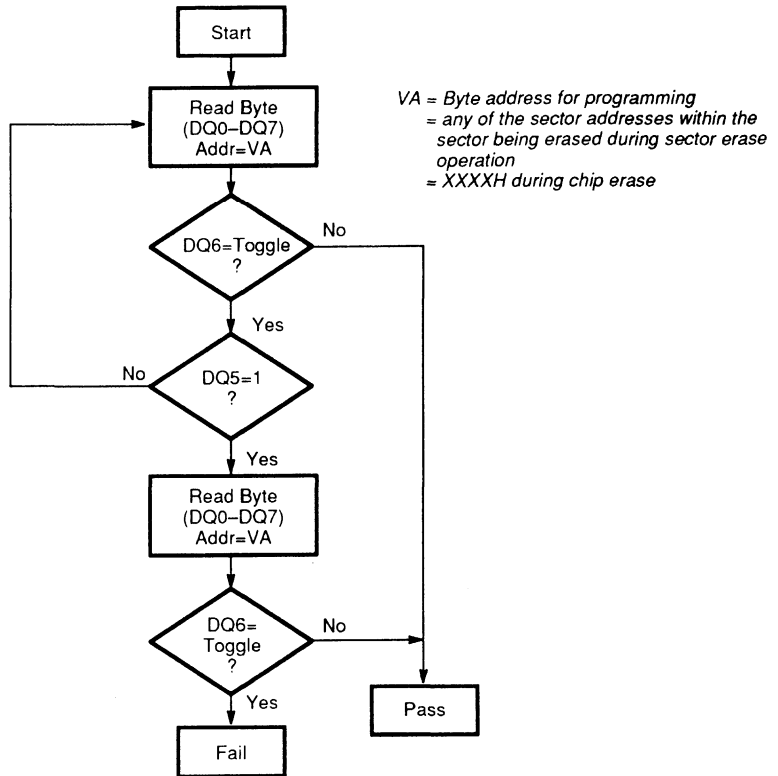 Start
Read Byte
(DQ0–DQ7)
Addr=VA
VA = Byte address for programming
= any of the sector addresses within the
sector being erased during sector erase
operation
= XXXXH during chip erase
DQ6=Toggle
?
No
Yes
DQ5=1
?
No
Yes
Read Byte
(DQ0–DQ7)
Addr=VA
DQ6=
Toggle
?
No
Yes
Pass
Fail